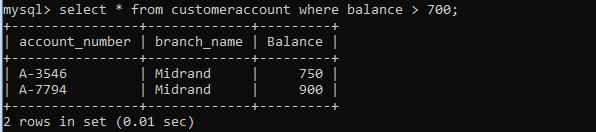 mysql> select * from customeraccount where balance > 700;
+----------------+-------------+---------+
| account_number | branch_name | Balance |
+----------------+-------------+---------+
| A-3546         | Midrand     |     750 |
| A-7794         | Midrand     |     900 |
+----------------+-------------+---------+
2 rows in set (0.01 sec)